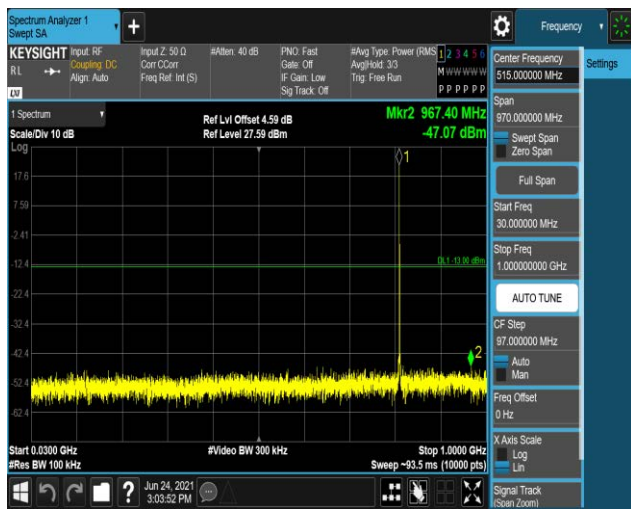 Spectrum Analyzer 1
Swept SA
Frequency
KEYSIGHT
RL
LXI
Input: RF
Coupling: DC
Align: Auto
Input Z: 50 Ω
Corr CCorr
Freq Ref: Int (S)
#Atten: 40 dB
PNO: Fast
Gate: Off
IF Gain: Low
Sig Track: Off
#Avg Type: Power (RMS
Avg|Hold: 3/3
Trig: Free Run
1 2 3 4 5 6
M W W W W W
P P P P P P
Center Frequency
515.000000 MHz
Settings
1 Spectrum
Scale/Div 10 dB
Log
Ref Lvl Offset 4.59 dB
Ref Level 27.59 dBm
Mkr2 967.40 MHz
-47.07 dBm
1
17.6
7.59
-2.41
-12.4
DL1 -13.00 dBm
-22.4
-32.4
-42.4
2
-52.4
-62.4
Start 0.0300 GHz
#Res BW 100 kHz
#Video BW 300 kHz
Stop 1.0000 GHz
Sweep ~93.5 ms (10000 pts)
Span
970.000000 MHz
Swept Span
Zero Span
Full Span
Start Freq
30.000000 MHz
Stop Freq
1.000000000 GHz
AUTO TUNE
CF Step
97.000000 MHz
Auto
Man
Freq Offset
0 Hz
X Axis Scale
Log
Lin
Signal Track
(Span Zoom)
?
Jun 24, 2021
3:03:52 PM